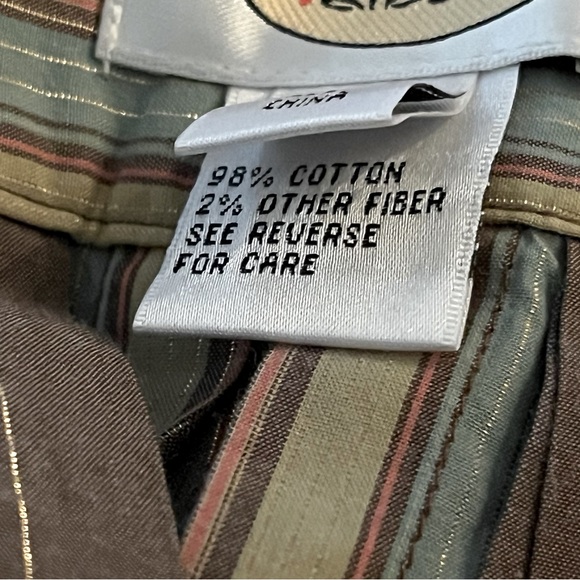 CHINA
98% COTTON
2% OTHER FIBER
SEE REVERSE
FOR CARE